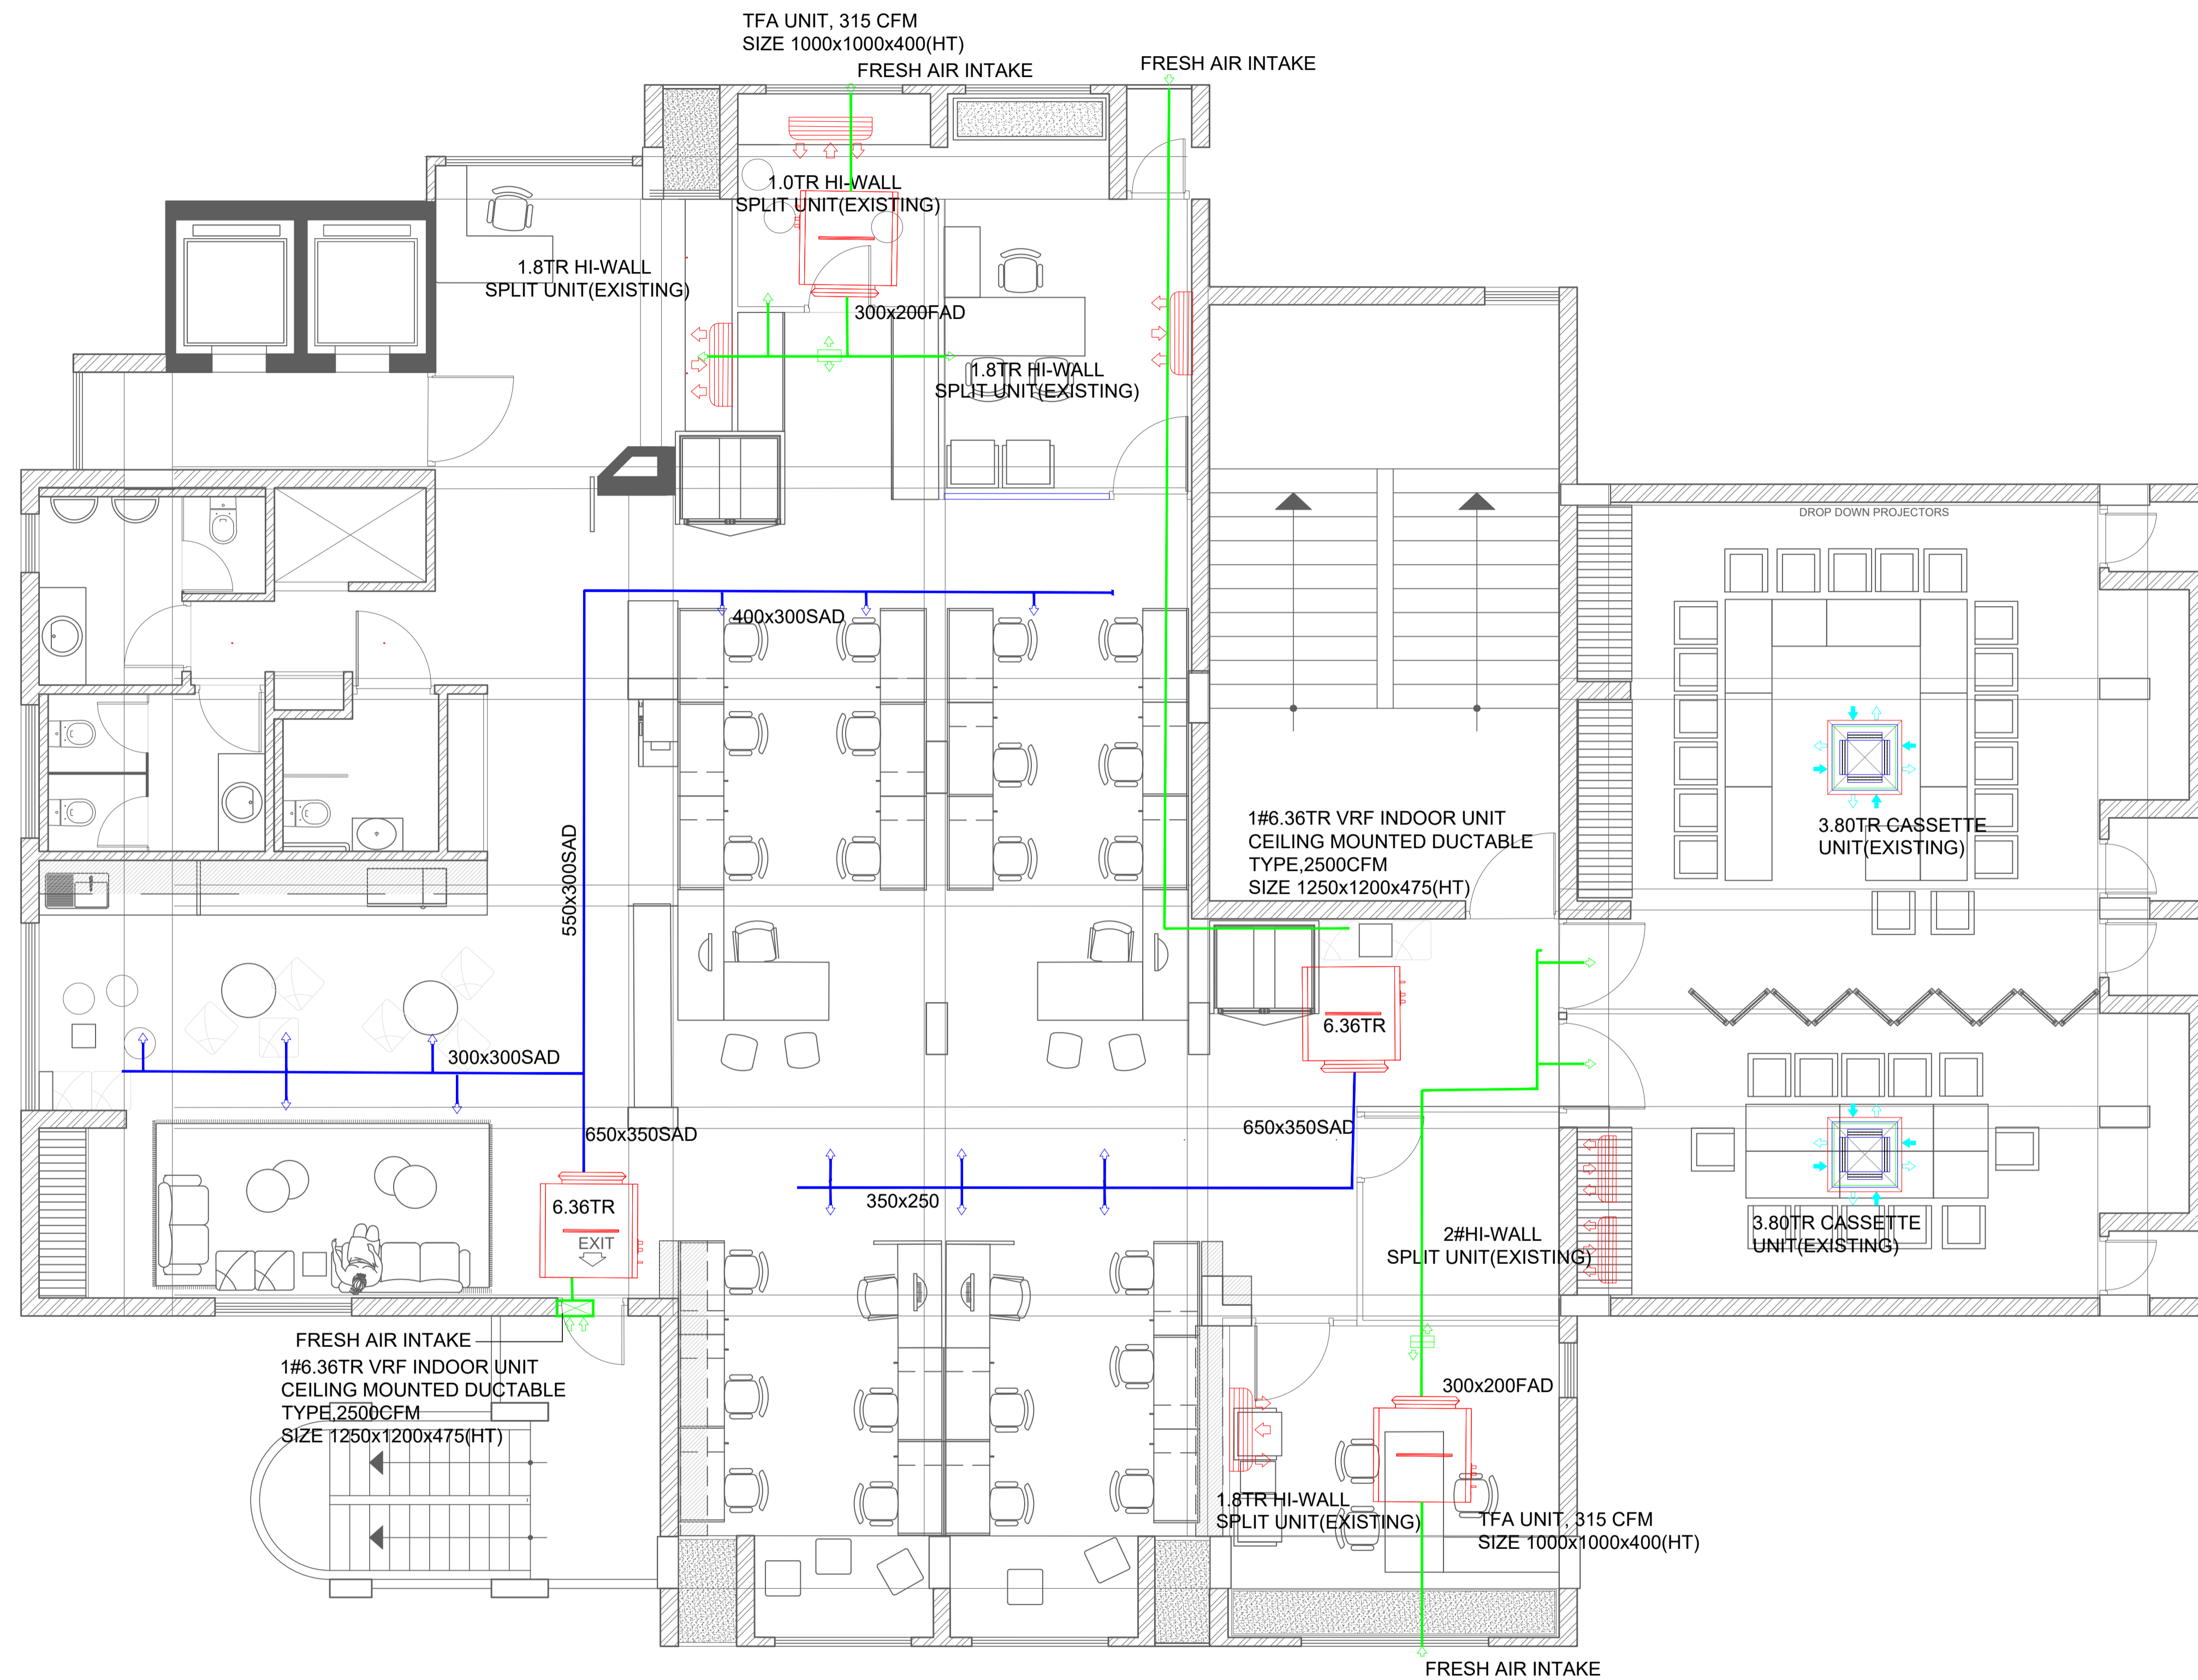 TFA UNIT, 315 CFM
SIZE 1000x1000x400(HT)
FRESH AIR INTAKE
FRESH AIR INTAKE
1.0TR HI-WALL
SPLIT UNIT(EXISTING)
1.8TR HI-WALL
SPLIT UNIT(EXISTING)
300x200FAD
1.8TR HI-WALL
SPLIT UNIT(EXISTING)
DROP DOWN PROJECTORS
400x300SAD
550x300SAD
1#6.36TR VRF INDOOR UNIT
CEILING MOUNTED DUCTABLE
TYPE,2500CFM
SIZE 1250x1200x475(HT)
3.80TR CASSETTE
UNIT(EXISTING)
6.36TR
300x300SAD
650x350SAD
650x350SAD
6.36TR
EXIT
350x250
2#HI-WALL
SPLIT UNIT(EXISTING)
3.80TR CASSETTE
UNIT(EXISTING)
FRESH AIR INTAKE
1#6.36TR VRF INDOOR UNIT
CEILING MOUNTED DUCTABLE
TYPE,2500CFM
SIZE 1250x1200x475(HT)
300x200FAD
1.8TR HI-WALL
SPLIT UNIT(EXISTING)
TFA UNIT, 315 CFM
SIZE 1000x1000x400(HT)
FRESH AIR INTAKE